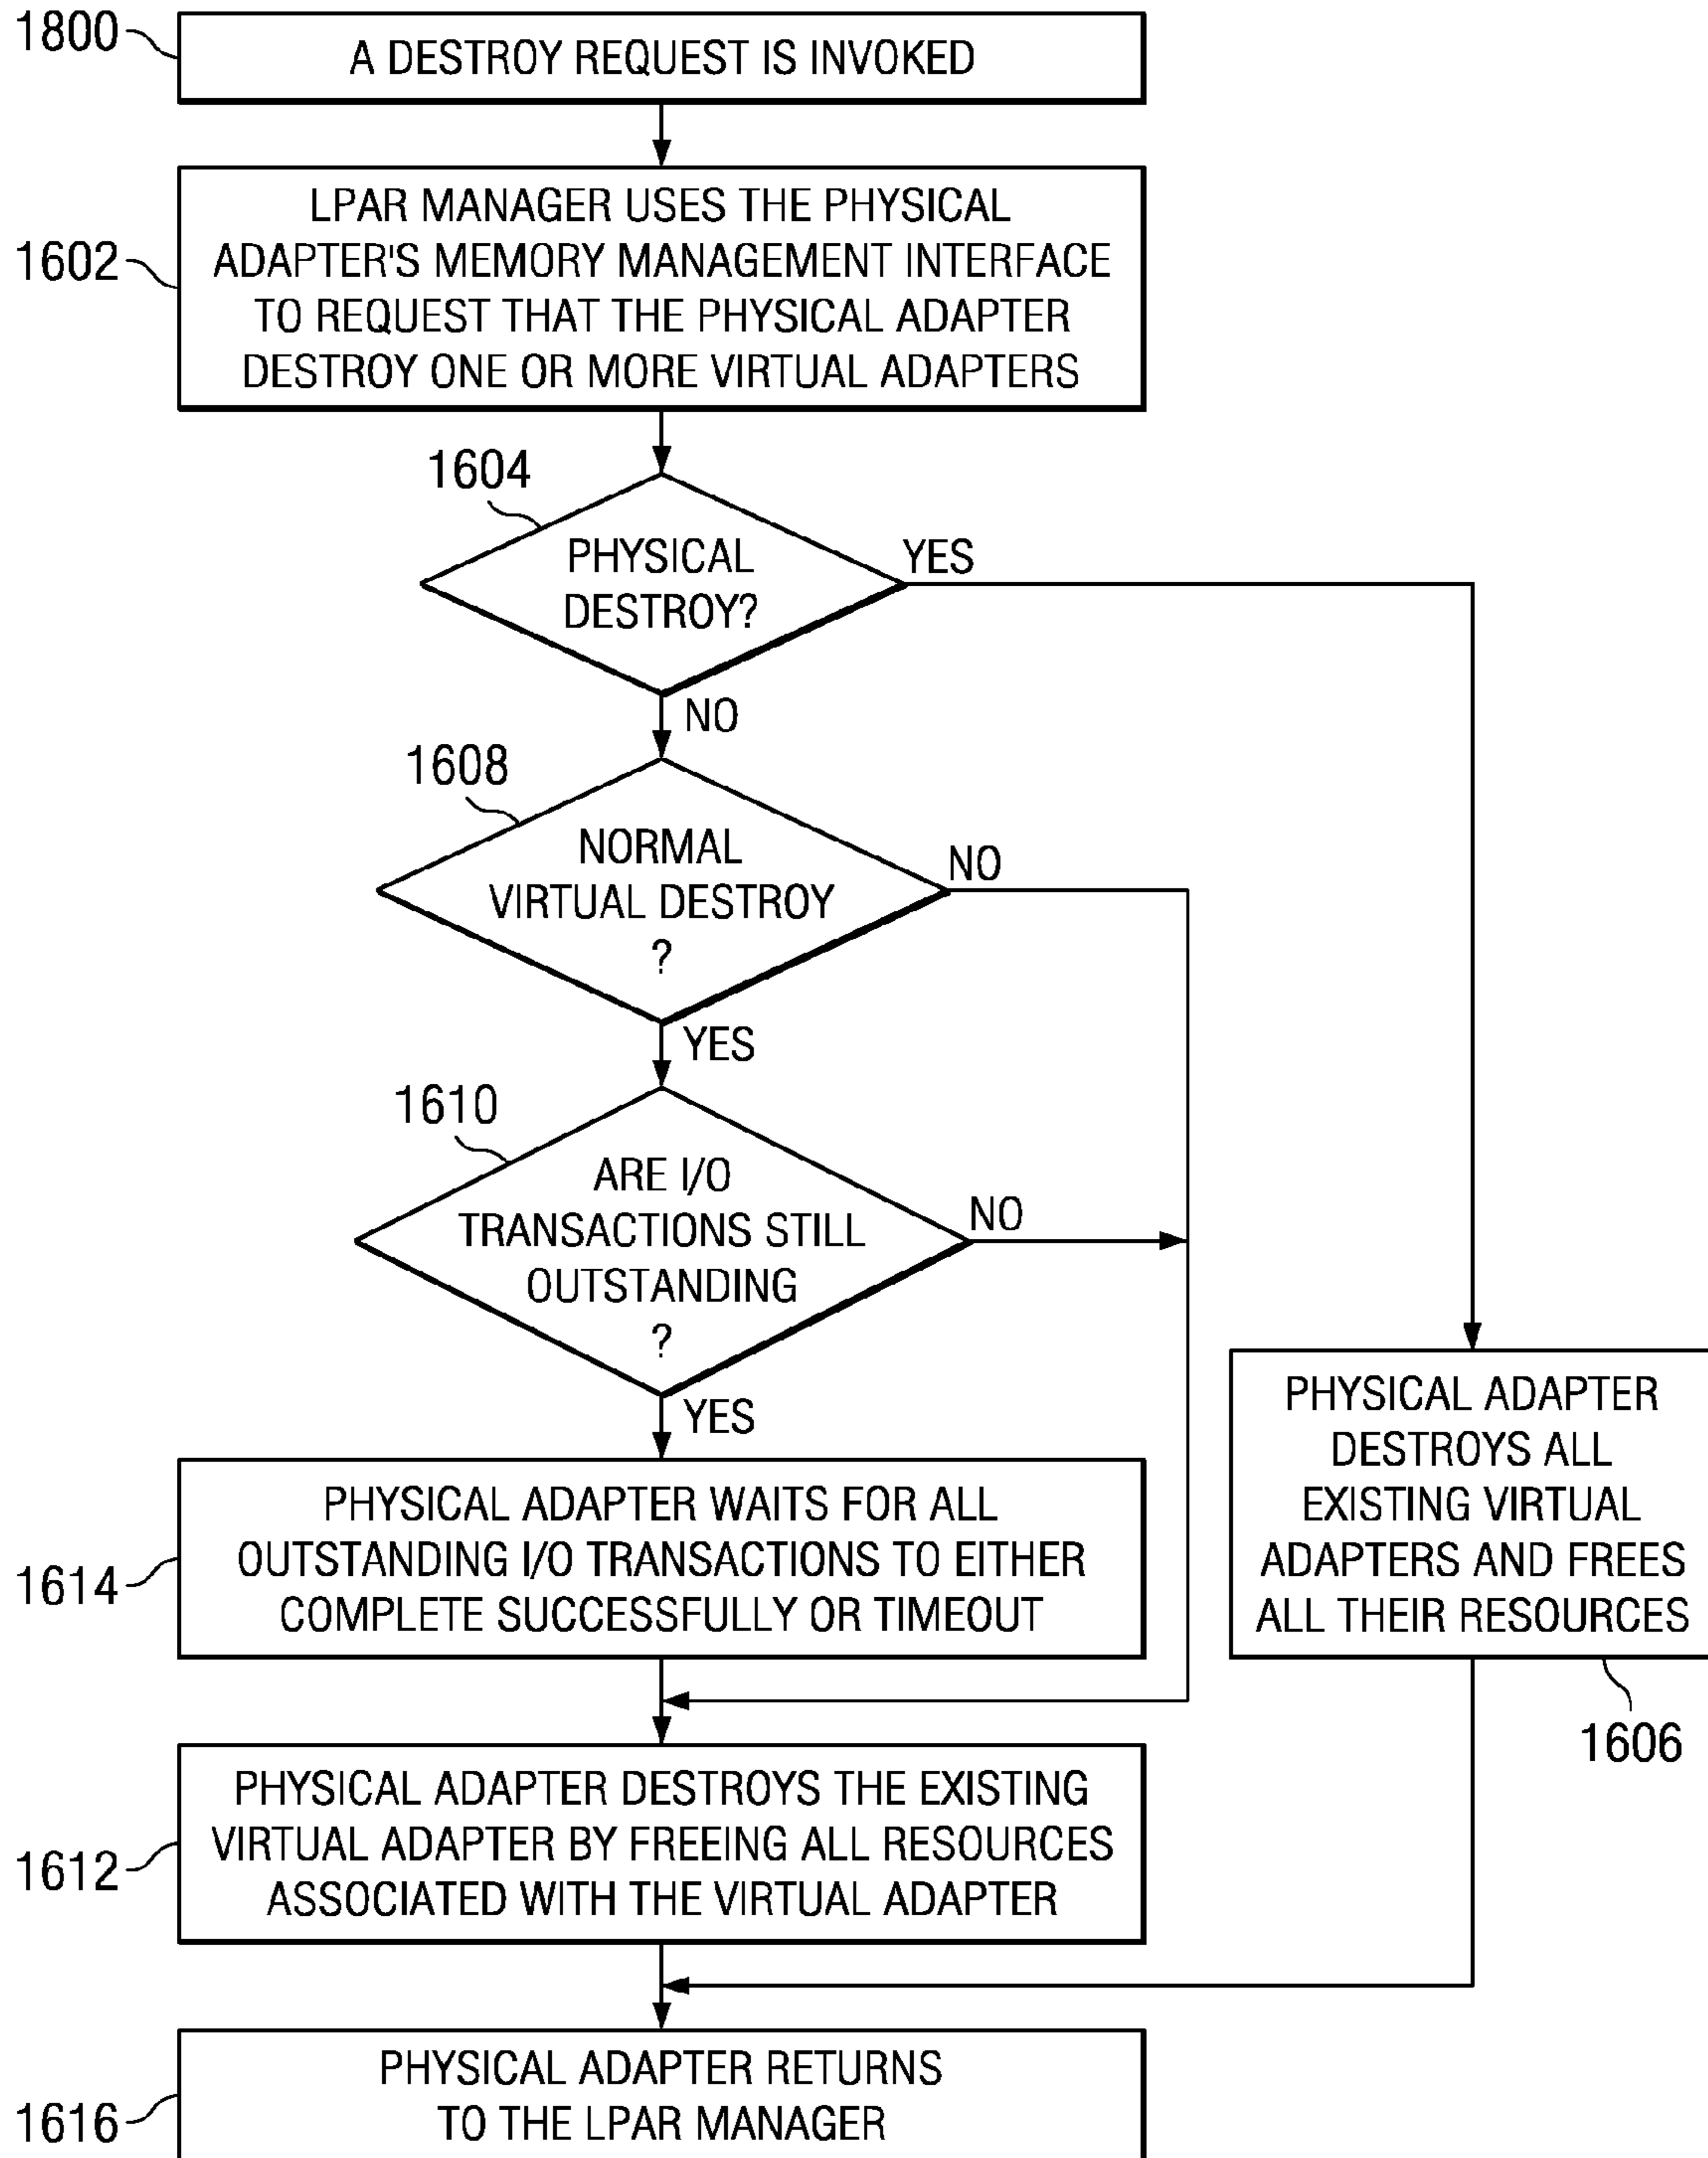 1800
A DESTROY REQUEST IS INVOKED
1602
LPAR MANAGER USES THE PHYSICAL
ADAPTER'S MEMORY MANAGEMENT INTERFACE
TO REQUEST THAT THE PHYSICAL ADAPTER
DESTROY ONE OR MORE VIRTUAL ADAPTERS
1604
PHYSICAL
DESTROY?
YES
NO
1608
NORMAL
VIRTUAL DESTROY
?
NO
YES
1610
ARE I/O
TRANSACTIONS STILL
OUTSTANDING
?
NO
YES
PHYSICAL ADAPTER
DESTROYS ALL
EXISTING VIRTUAL
ADAPTERS AND FREES
ALL THEIR RESOURCES
1606
1614
PHYSICAL ADAPTER WAITS FOR ALL
OUTSTANDING I/O TRANSACTIONS TO EITHER
COMPLETE SUCCESSFULLY OR TIMEOUT
1612
PHYSICAL ADAPTER DESTROYS THE EXISTING
VIRTUAL ADAPTER BY FREEING ALL RESOURCES
ASSOCIATED WITH THE VIRTUAL ADAPTER
1616
PHYSICAL ADAPTER RETURNS
TO THE LPAR MANAGER